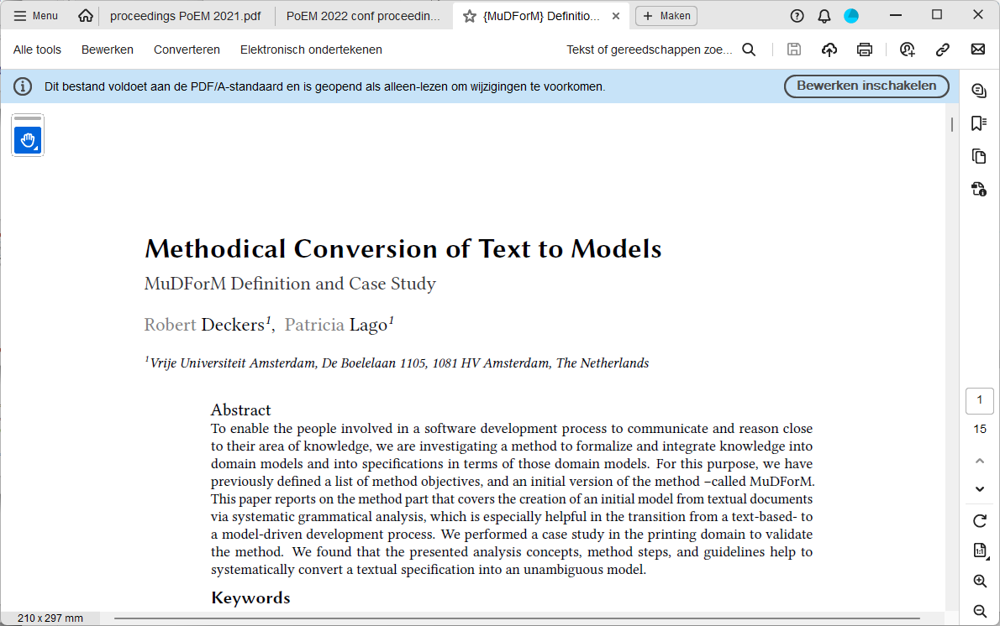 Menu
proceedings PoEM 2021.pdf
PoEM 2022 conf proceedin...
{MuDForM} Definitio...
Maken
Alle tools
Bewerken
Converteren
Elektronisch ondertekenen
Tekst of gereedschappen zoe...
Dit bestand voldoet aan de PDF/A-standaard en is geopend als alleen-lezen om wijzigingen te voorkomen.
Bewerken inschakelen
Methodical Conversion of Text to Models
MuDForM Definition and Case Study
Robert Deckers1, Patricia Lago1
1Vrije Universiteit Amsterdam, De Boelelaan 1105, 1081 HV Amsterdam, The Netherlands
Abstract
To enable the people involved in a software development process to communicate and reason close
to their area of knowledge, we are investigating a method to formalize and integrate knowledge into
domain models and into specifications in terms of those domain models. For this purpose, we have
previously defined a list of method objectives, and an initial version of the method –called MuDForM.
This paper reports on the method part that covers the creation of an initial model from textual documents
via systematic grammatical analysis, which is especially helpful in the transition from a text-based- to
a model-driven development process. We performed a case study in the printing domain to validate
the method. We found that the presented analysis concepts, method steps, and guidelines help to
systematically convert a textual specification into an unambiguous model.
Keywords
1
15
1:1
210 x 297 mm